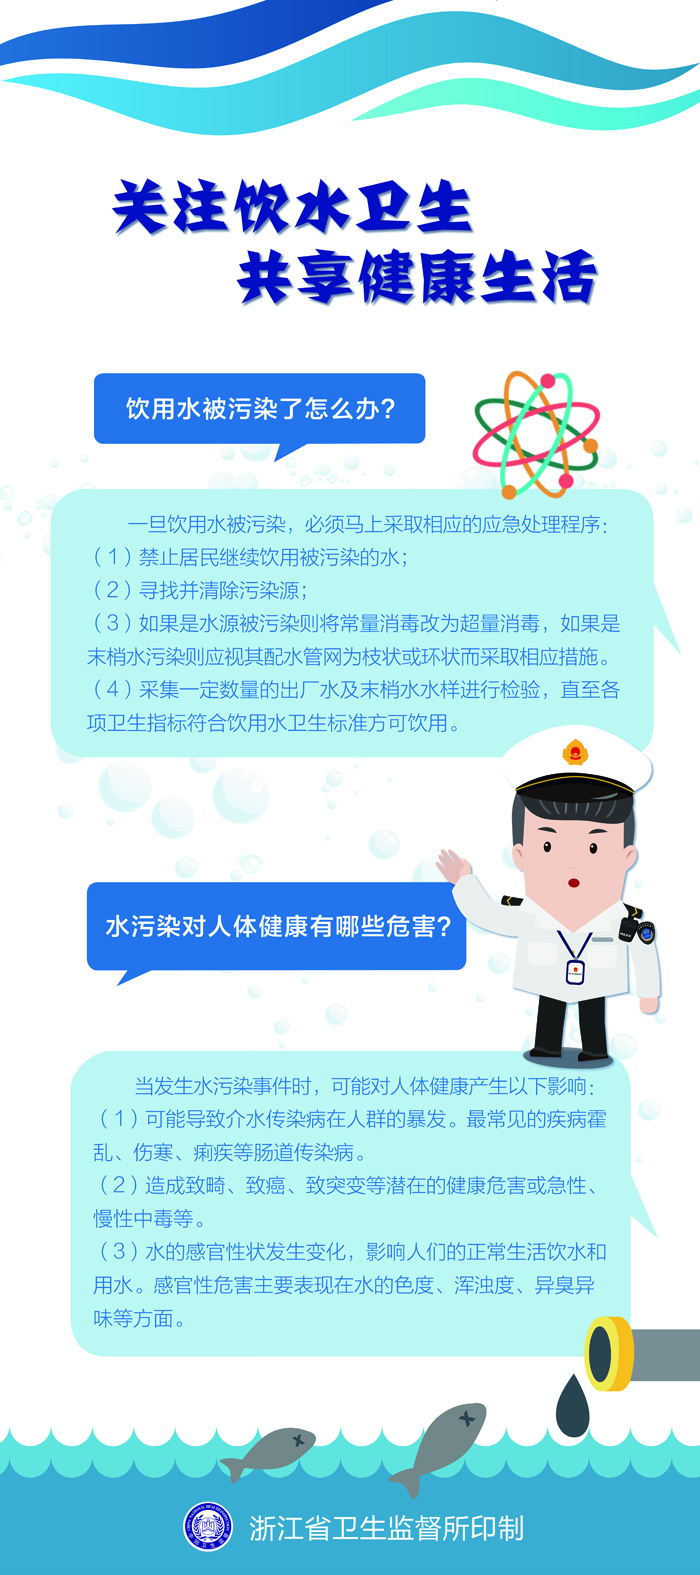 关注饮水卫生
共享健康生活
饮用水被污染了怎么办?
一旦饮用水被污染，必须马上采取相应的应急处理程序：
（1）禁止居民继续饮用被污染的水；
（2）寻找并清除污染源；
（3）如果是水源被污染则将常量消毒改为超量消毒，如果是
末梢水污染则应视其配水管网为枝状或环状而采取相应措施。
（4）采集一定数量的出厂水及末梢水水样进行检验，直至各
项卫生指标符合饮用水卫生标准方可饮用。
水污染对人体健康有哪些危害?
当发生水污染事件时，可能对人体健康产生以下影响：
（1）可能导致介水传染病在人群的暴发。最常见的疾病霍
乱、伤寒、痢疾等肠道传染病。
（2）造成致畸、致癌、致突变等潜在的健康危害或急性、
慢性中毒等。
（3）水的感官性状发生变化，影响人们的正常生活饮水和
用水。感官性危害主要表现在水的色度、浑浊度、异臭异
味等方面。
浙江省卫生监督所印制